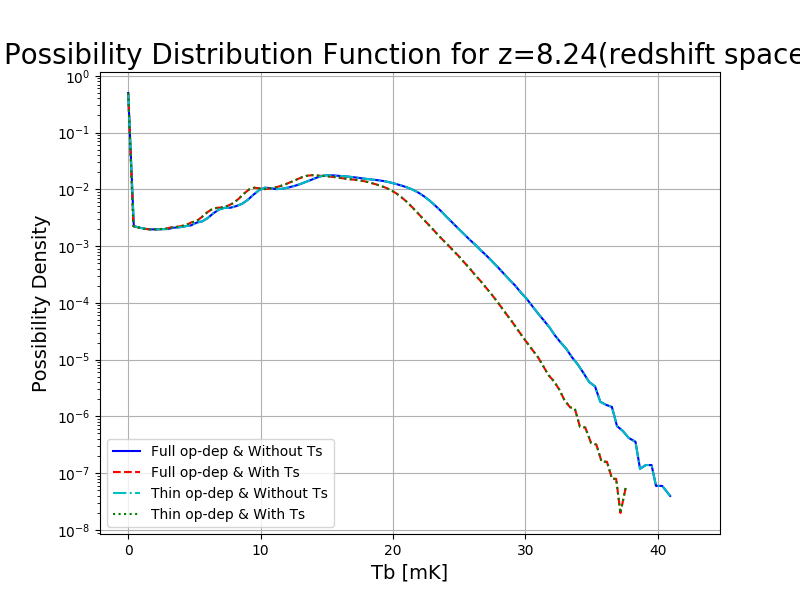 Possibility Distribution Function for z=8.24(redshift space
Possibility Density
10⁰
10⁻¹
10⁻²
10⁻³
10⁻⁴
10⁻⁵
10⁻⁶
10⁻⁷
10⁻⁸
Full op-dep & Without Ts
Full op-dep & With Ts
Thin op-dep & Without Ts
Thin op-dep & With Ts
0 10 20 30 40
Tb [mK]